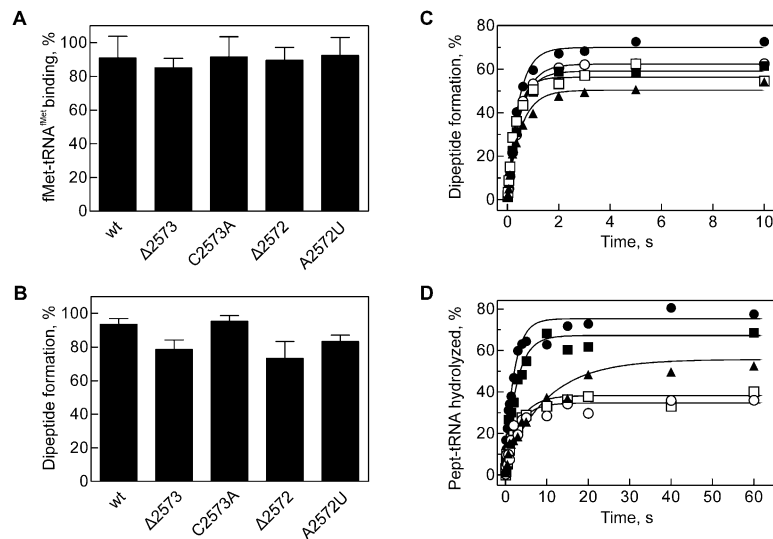 A
fMet-tRNAfMet binding, %
120
100
80
60
40
20
0
wt
Δ2573
C2573A
Δ2572
A2572U
B
Dipeptide formation, %
120
100
80
60
40
20
0
wt
Δ2573
C2573A
Δ2572
A2572U
C
Dipeptide formation, %
80
60
40
20
0
0
2
4
6
8
10
Time, s
D
Pept-tRNA hydrolyzed, %
80
60
40
20
0
0
10
20
30
40
50
60
Time, s